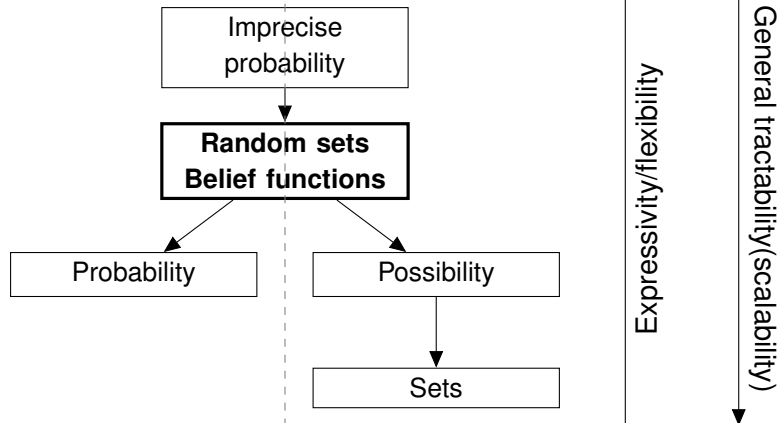 Imprecise
probability
Random sets
Belief functions
Probability
Possibility
Sets
Expressivity/flexibility
General tractability(scalability)